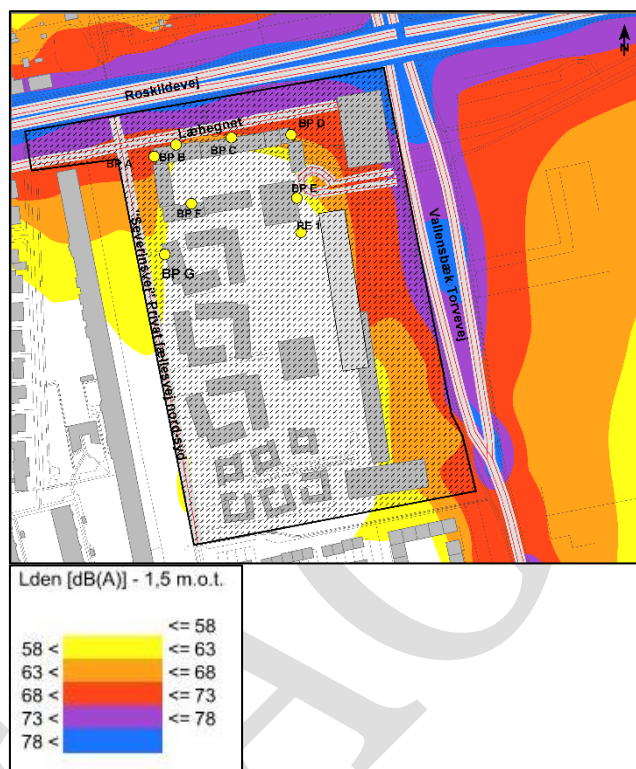 N
Roskildevej
Læhegnet
BP D
BP C
BP B
BP A
BP E
BP F
RE 1
BP G
"Severinsvej" Privat fællesvej nord-syd
Vallensbæk Torvevej
Lden [dB(A)] - 1,5 m.o.t.
<= 58
58 < <= 63
63 < <= 68
68 < <= 73
73 < <= 78
78 <